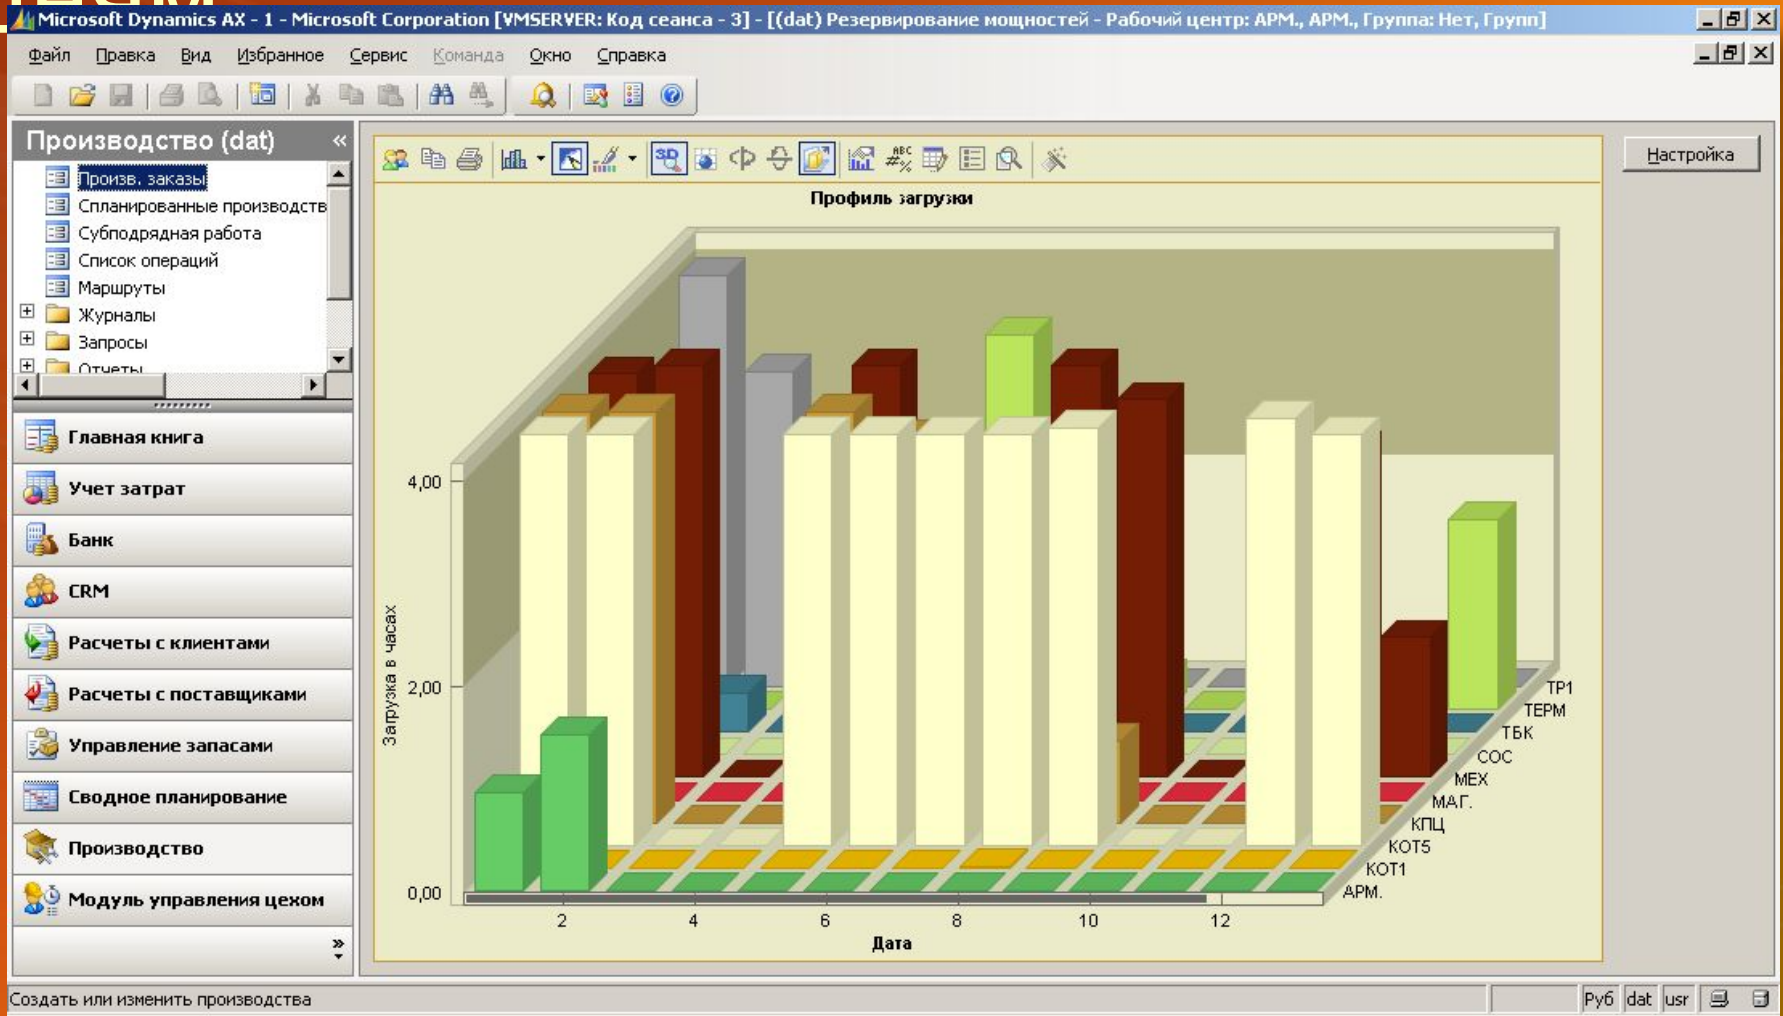 Microsoft Dynamics AX - 1 - Microsoft Corporation [VMSERVER: Код сеанса - 3] - [(dat) Резервирование мощностей - Рабочий центр: АРМ., АРМ., Группа: Нет, Групп]
Файл Правка Вид Избранное Сервис Команда Окно Справка
Производство (dat) «
Произв. заказы
Спланированные производств
Субподрядная работа
Список операций
Маршруты
Журналы
Запросы
Отчеты
Главная книга
Учет затрат
Банк
CRM
Расчеты с клиентами
Расчеты с поставщиками
Управление запасами
Сводное планирование
Производство
Модуль управления цехом
3D
ABC
#%
Настройка
Профиль загрузки
4,00
2,00
0,00
Загрузка в часах
2 4 6 8 10 12
Дата
ТР1
ТЕРМ
ТБК
СОС
МЕХ
МАГ.
КПЦ
КОТ5
КОТ1
АРМ.
Создать или изменить производства
Руб dat usr